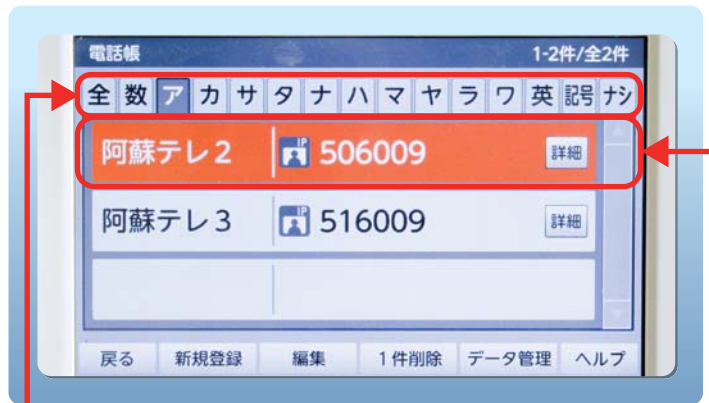 電話帳 1-2件/全2件
全 数 ア カ サ タ ナ ハ マ ヤ ラ ワ 英 記号 ナシ
阿蘇テレ2 IP 506009 詳細
阿蘇テレ3 IP 516009 詳細
戻る 新規登録 編集 1件削除 データ管理 ヘルプ